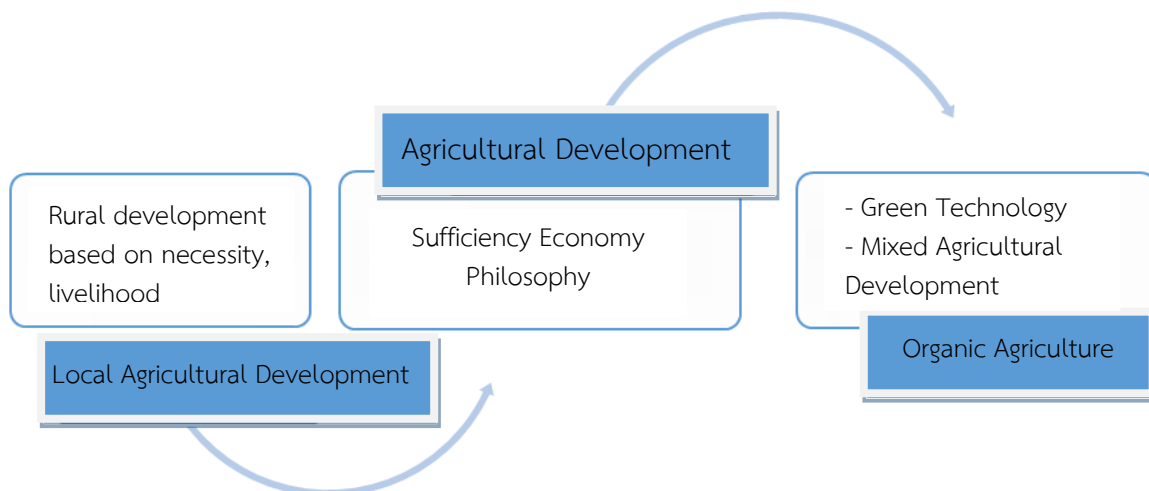 Rural development
based on necessity,
livelihood
Local Agricultural Development
Agricultural Development
Sufficiency Economy
Philosophy
- Green Technology
- Mixed Agricultural
Development
Organic Agriculture